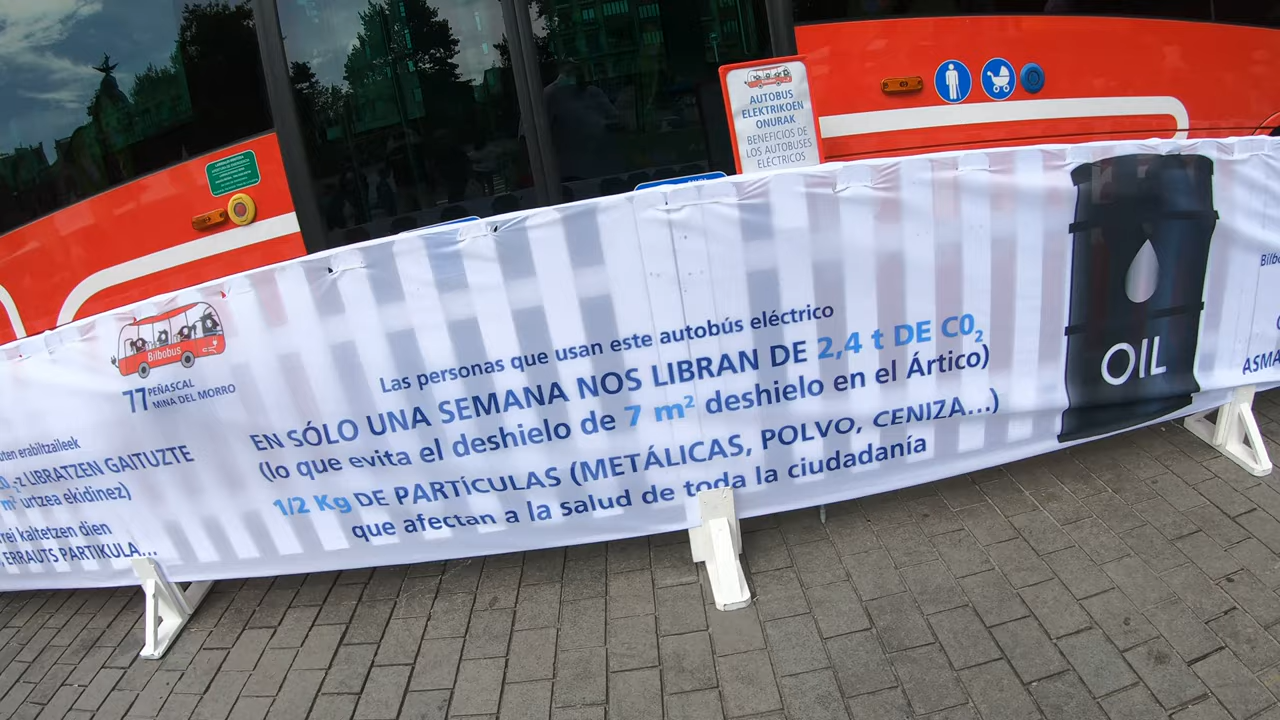 AUTOBUS
ELEKTRIKOEN
ONURAK
BENEFICIOS DE
LOS AUTOBUSES
ELÉCTRICOS
Bilbobus
77 PEÑASCAL
MINA DEL MORRO
erabiltzaileek
LIBRATZEN GAITUZTE
m² urtzea ekidinez)
kaltetzen dien
ERRAUTS PARTIKULA...
Las personas que usan este autobús eléctrico
EN SÓLO UNA SEMANA NOS LIBRAN DE 2,4 t DE CO₂
(lo que evita el deshielo de 7 m² deshielo en el Ártico)
1/2 Kg DE PARTÍCULAS (METÁLICAS, POLVO, CENIZA...)
que afectan a la salud de toda la ciudadanía
OIL